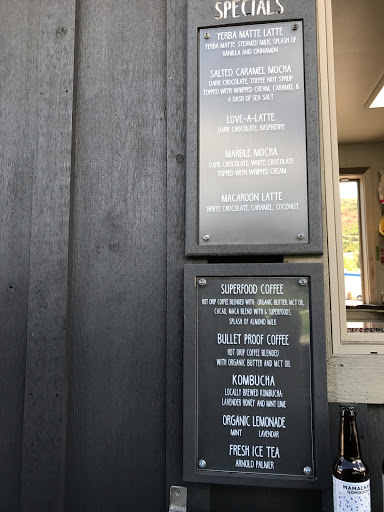 SPECIALS
YERBA MATTE LATTE
YERBA MATTE STEAMED MILK, SPLASH OF
VANILLA AND CINNAMON
SALTED CARAMEL MOCHA
DARK CHOCOLATE, TOFFEE NUT SYRUP
TOPPED WITH WHIPPED CREAM, CARAMEL &
A DASH OF SEA SALT
LOVE-A-LATTE
DARK CHOCOLATE, RASPBERRY
MARBLE MOCHA
DARK CHOCOLATE, WHITE CHOCOLATE
TOPPED WITH WHIPPED CREAM
MACAROON LATTE
WHITE CHOCOLATE, CARAMEL, COCONUT
SUPERFOOD COFFEE
HOT DRIP COFFEE BLENDED WITH: ORGANIC BUTTER, MCT OIL,
CACAO, MACA BLEND WITH 6 SUPERFOODS,
SPLASH OF ALMOND MILK
BULLET PROOF COFFEE
HOT DRIP COFFEE BLENDED
WITH ORGANIC BUTTER AND MCT OIL
KOMBUCHA
LOCALLY BREWED KOMBUCHA:
LAVENDER HONEY AND MINT LIME
ORGANIC LEMONADE
MINT LAVENDAR
FRESH ICE TEA
ARNOLD PALMER